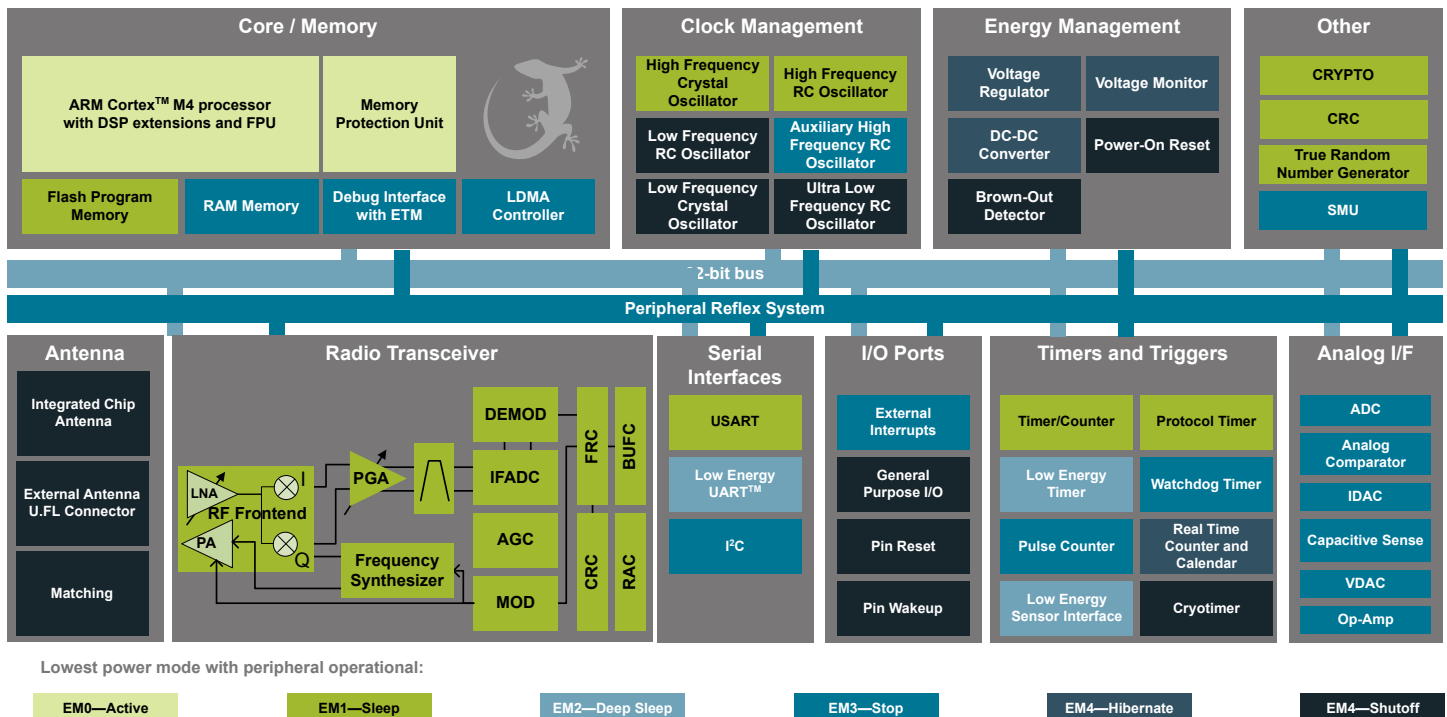 Core / Memory
ARM Cortex™ M4 processor
with DSP extensions and FPU
Memory
Protection Unit
Flash Program
Memory
RAM Memory
Debug Interface
with ETM
LDMA
Controller
Clock Management
High Frequency
Crystal
Oscillator
High Frequency
RC Oscillator
Low Frequency
RC Oscillator
Auxiliary High
Frequency RC
Oscillator
Low Frequency
Crystal
Oscillator
Ultra Low
Frequency RC
Oscillator
Energy Management
Voltage
Regulator
Voltage Monitor
DC-DC
Converter
Power-On Reset
Brown-Out
Detector
Other
CRYPTO
CRC
True Random
Number Generator
SMU
2-bit bus
Peripheral Reflex System
Antenna
Integrated Chip
Antenna
External Antenna
U.FL Connector
Matching
Radio Transceiver
LNA
RF Frontend
I
PA
Q
PGA
Frequency
Synthesizer
DEMOD
IFADC
AGC
MOD
FRC
BUFC
CRC
RAC
Serial
Interfaces
USART
Low Energy
UART™
I²C
I/O Ports
External
Interrupts
General
Purpose I/O
Pin Reset
Pin Wakeup
Timers and Triggers
Timer/Counter
Protocol Timer
Low Energy
Timer
Watchdog Timer
Pulse Counter
Real Time
Counter and
Calendar
Low Energy
Sensor Interface
Cryotimer
Analog I/F
ADC
Analog
Comparator
IDAC
Capacitive Sense
VDAC
Op-Amp
Lowest power mode with peripheral operational:
EM0—Active
EM1—Sleep
EM2—Deep Sleep
EM3—Stop
EM4—Hibernate
EM4—Shutoff